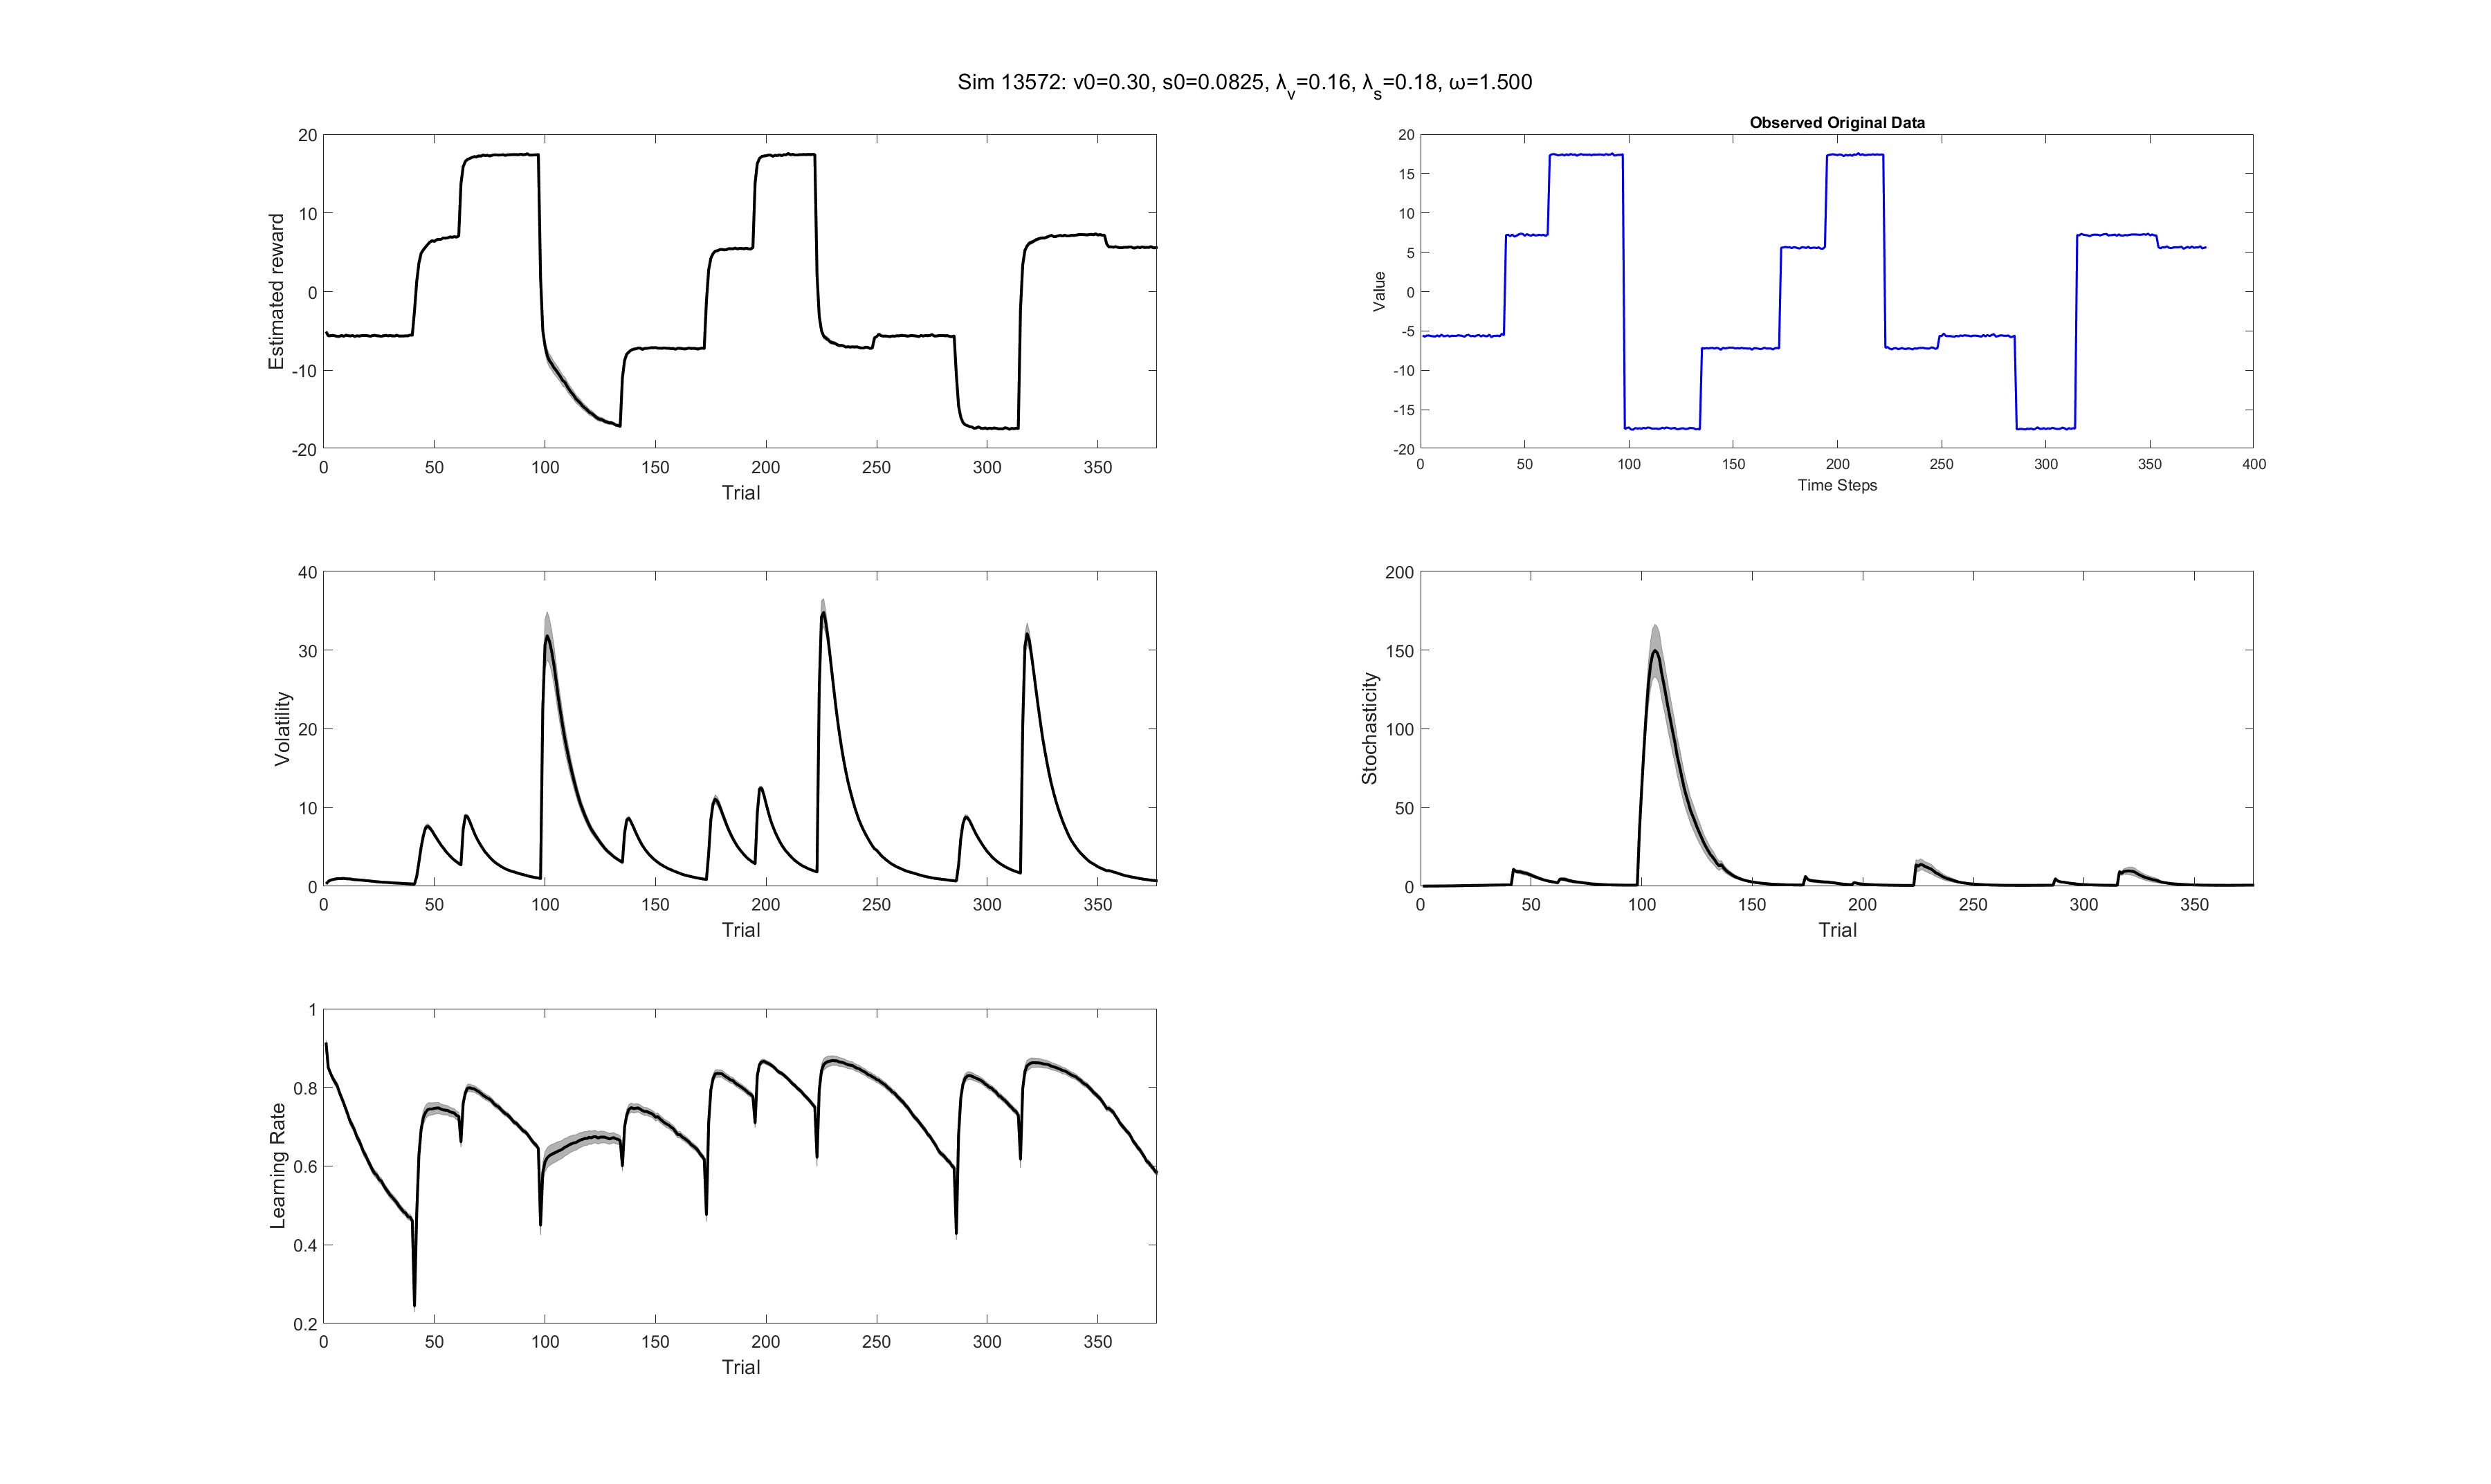 Sim 13572: v0=0.30, s0=0.0825, λ_v=0.16, λ_s=0.18, ω=1.500
Estimated reward
20
10
0
-10
-20
0 50 100 150 200 250 300 350
Trial
Observed Original Data
Value
20
15
10
5
0
-5
-10
-15
-20
0 50 100 150 200 250 300 350 400
Time Steps
Volatility
40
30
20
10
0
0 50 100 150 200 250 300 350
Trial
Stochasticity
200
150
100
50
0
0 50 100 150 200 250 300 350
Trial
Learning Rate
1
0.8
0.6
0.4
0.2
0 50 100 150 200 250 300 350
Trial